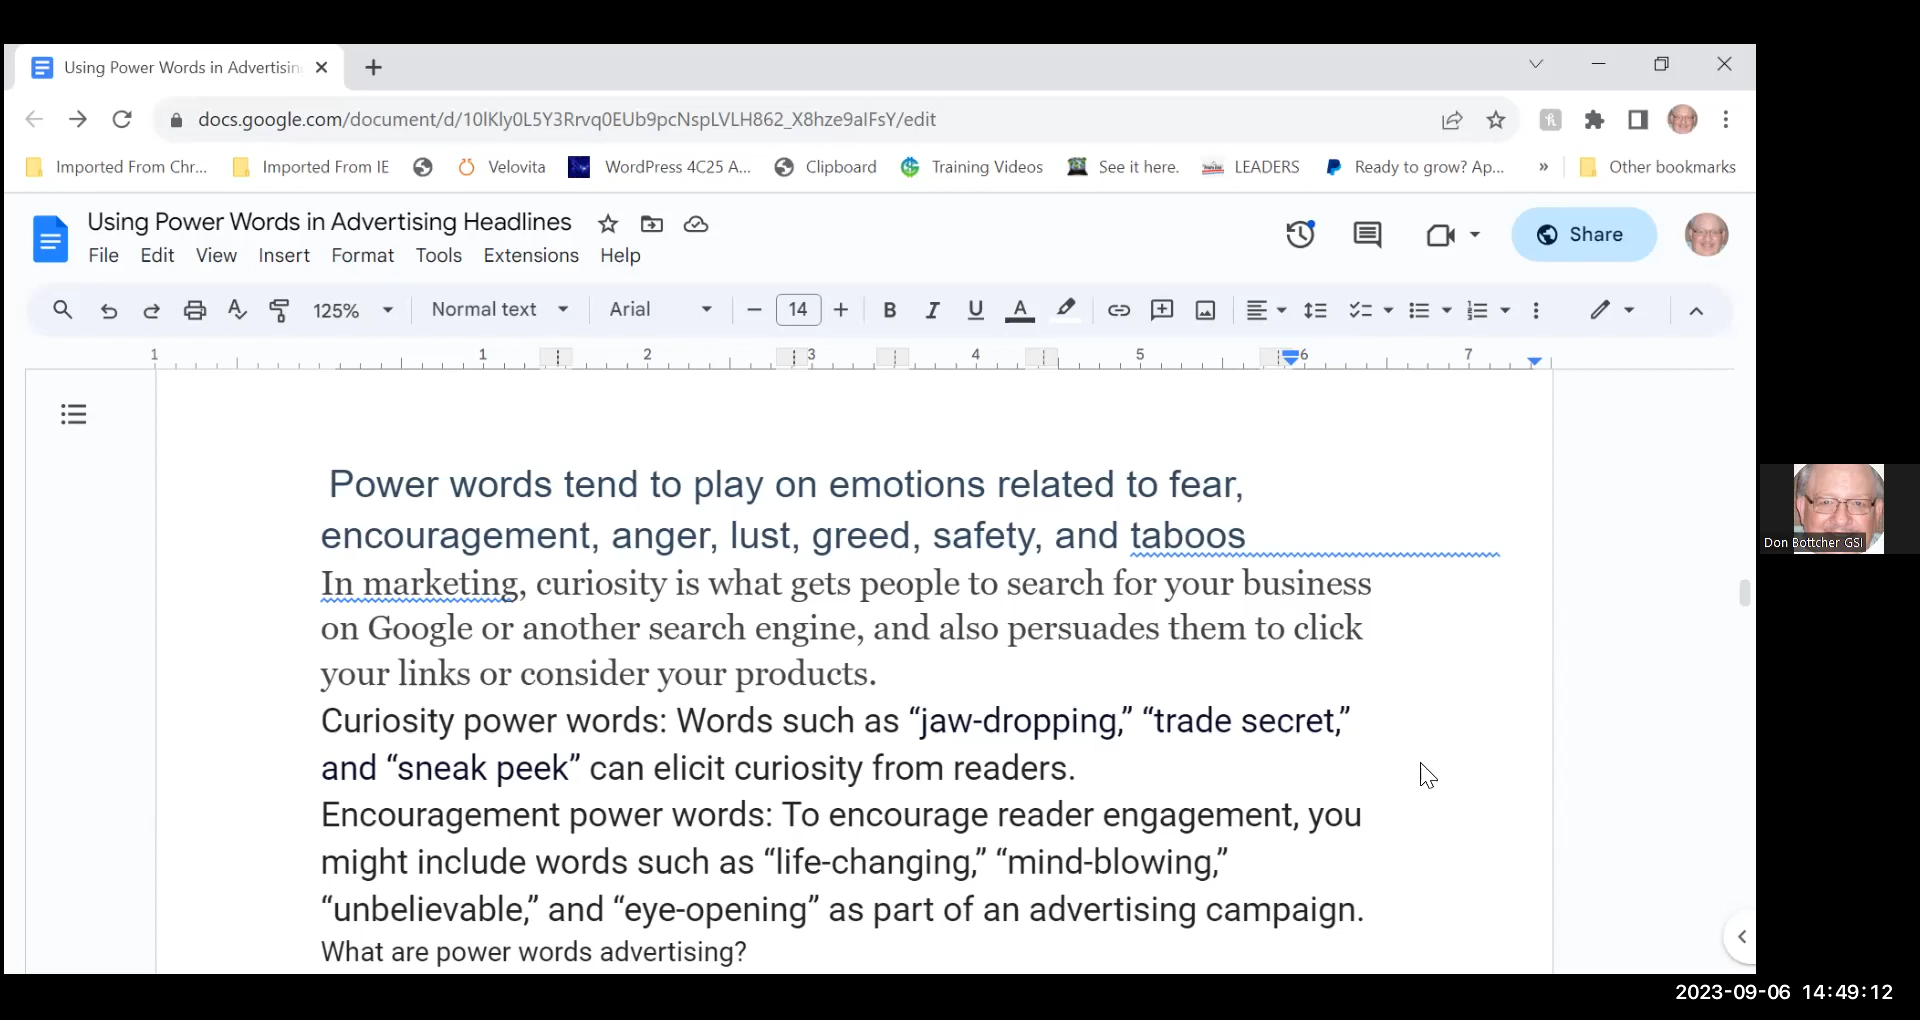 Using Power Words in Advertisin
docs.google.com/document/d/10lKly0L5Y3Rrvq0EUb9pcNspLVLH862_X8hze9alFsY/edit
Imported From Chr... Imported From IE Velovita WordPress 4C25 A... Clipboard Training Videos See it here. LEADERS Ready to grow? Ap... » Other bookmarks
Using Power Words in Advertising Headlines
Share
File Edit View Insert Format Tools Extensions Help
125% Normal text Arial 14 B I U A
1 1 2 3 4 5 6 7
Power words tend to play on emotions related to fear,
encouragement, anger, lust, greed, safety, and taboos
In marketing, curiosity is what gets people to search for your business
on Google or another search engine, and also persuades them to click
your links or consider your products.
Curiosity power words: Words such as “jaw-dropping,” “trade secret,”
and “sneak peek” can elicit curiosity from readers.
Encouragement power words: To encourage reader engagement, you
might include words such as “life-changing,” “mind-blowing,”
“unbelievable,” and “eye-opening” as part of an advertising campaign.
What are power words advertising?
Don Bottcher GSI
2023-09-06 14:49:12